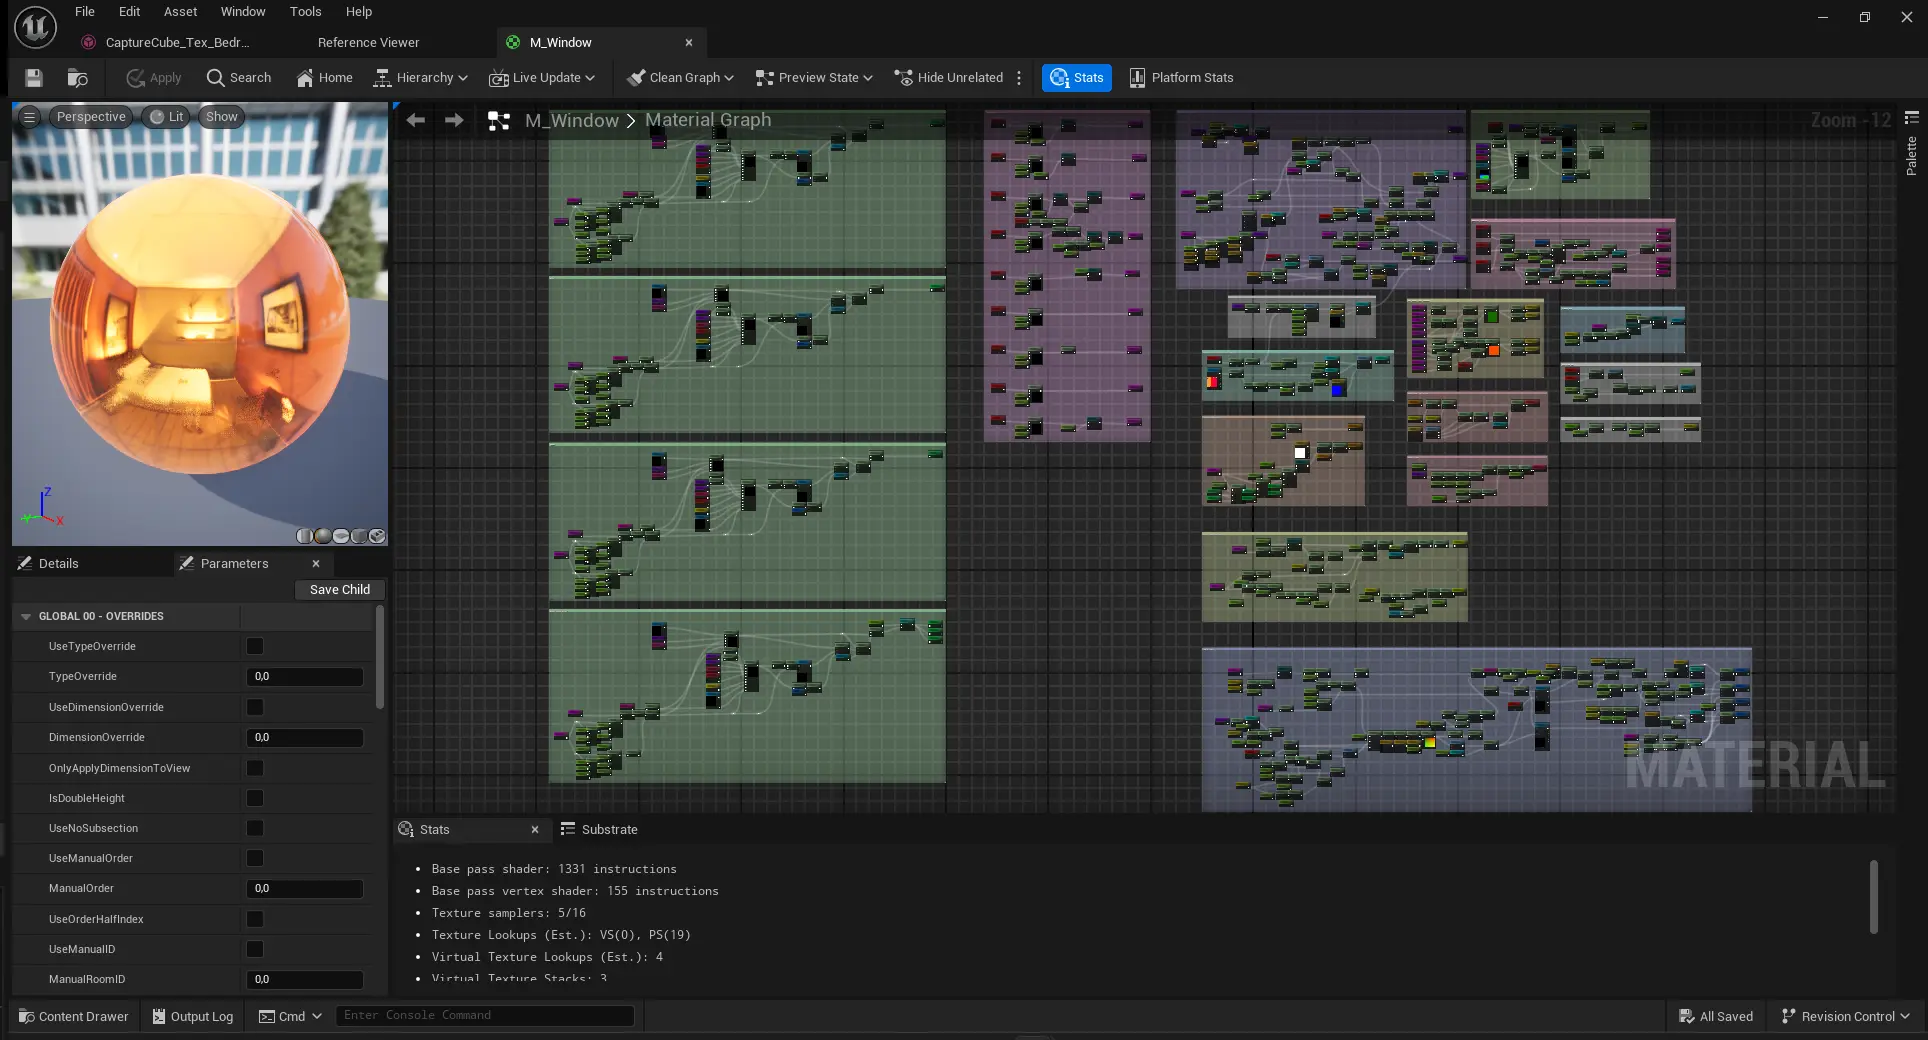 File Edit Asset Window Tools Help
CaptureCube_Tex_Bedr... Reference Viewer M_Window
Apply Search Home Hierarchy Live Update Clean Graph Preview State Hide Unrelated Stats Platform Stats
Perspective Lit Show
M_Window > Material Graph
Zoom -12
Palette
Z
Y
X
Details Parameters
Save Child
GLOBAL 00 - OVERRIDES
UseTypeOverride
TypeOverride 0,0
UseDimensionOverride
DimensionOverride 0,0
OnlyApplyDimensionToView
IsDoubleHeight
UseNoSubsection
UseManualOrder
ManualOrder 0,0
UseOrderHalfIndex
UseManualID
ManualRoomID 0,0
MATERIAL
Stats Substrate
• Base pass shader: 1331 instructions
• Base pass vertex shader: 155 instructions
• Texture samplers: 5/16
• Texture Lookups (Est.): VS(0), PS(19)
• Virtual Texture Lookups (Est.): 4
• Virtual Texture Stacks: 3
Content Drawer Output Log Cmd Enter Console Command All Saved Revision Control